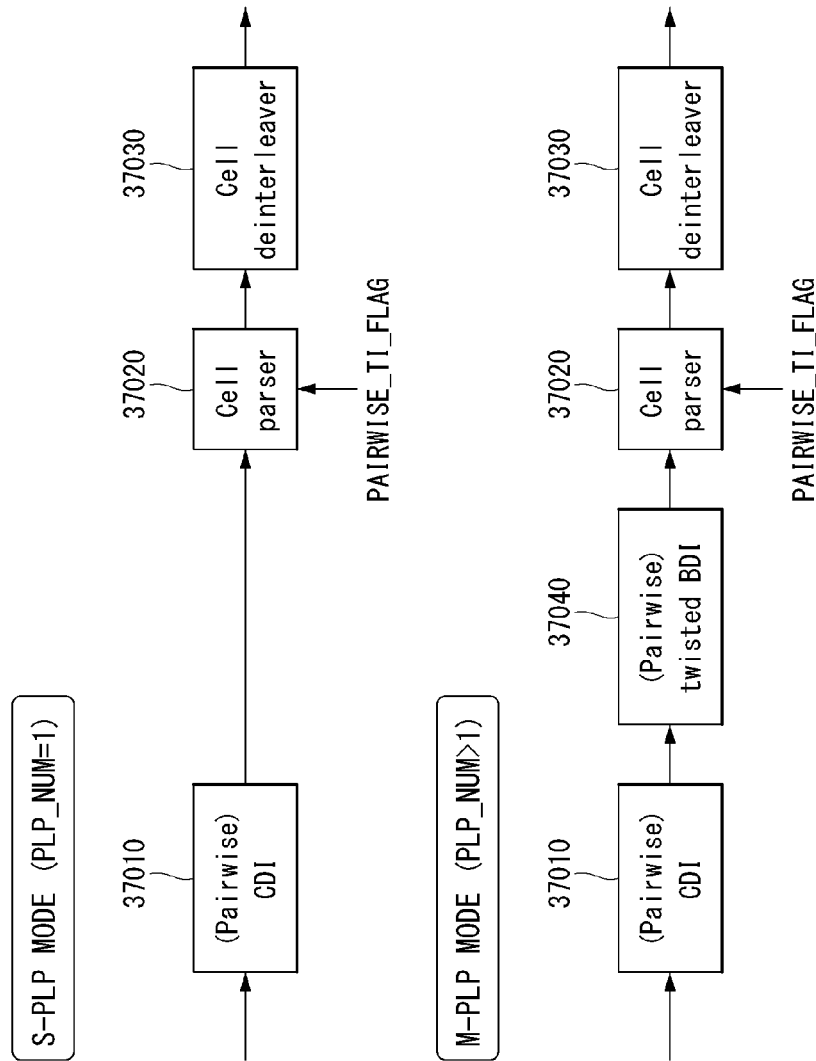 S-PLP MODE (PLP_NUM=1)
37010
(Pairwise)
CDI
37020
Cell
parser
PAIRWISE_TI_FLAG
37030
Cell
deinterleaver
M-PLP MODE (PLP_NUM>1)
37010
(Pairwise)
CDI
37040
(Pairwise)
twisted BDI
37020
Cell
parser
PAIRWISE_TI_FLAG
37030
Cell
deinterleaver